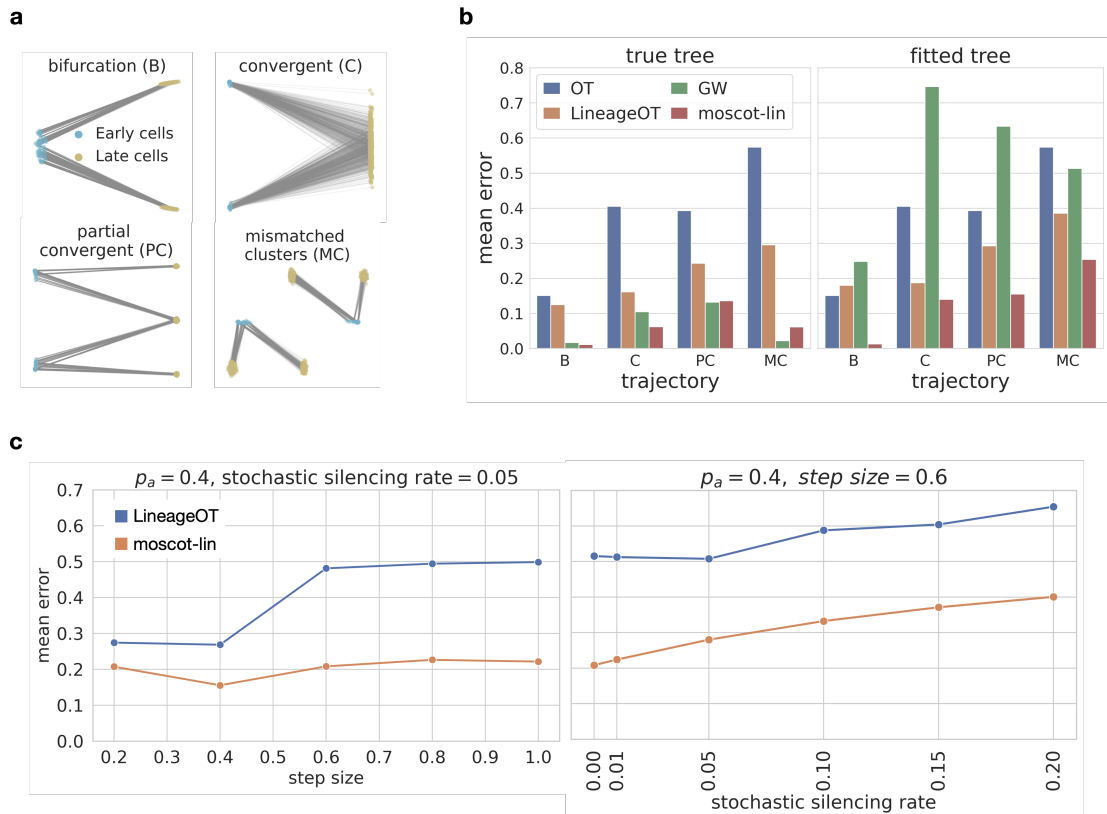 a
bifurcation (B)
Early cells
Late cells
convergent (C)
partial
convergent (PC)
mismatched
clusters (MC)
b
true tree
fitted tree
OT
LineageOT
GW
moscot-lin
mean error
0.8
0.7
0.6
0.5
0.4
0.3
0.2
0.1
0.0
B C PC MC
trajectory
B C PC MC
trajectory
c
pₐ = 0.4, stochastic silencing rate = 0.05
LineageOT
moscot-lin
mean error
0.7
0.6
0.5
0.4
0.3
0.2
0.1
0.0
0.2 0.3 0.4 0.5 0.6 0.7 0.8 0.9 1.0
step size
pₐ = 0.4, step size = 0.6
0.00 0.01 0.05 0.10 0.15 0.20
stochastic silencing rate